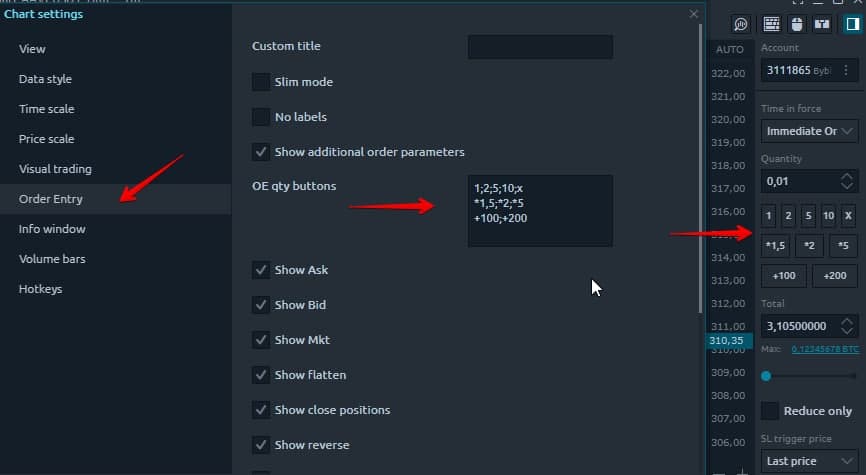 Chart settings
View
Data style
Time scale
Price scale
Visual trading
Order Entry
Info window
Volume bars
Hotkeys
Custom title
Slim mode
No labels
Show additional order parameters
OE qty buttons
1;2;5;10;x
*1,5;*2;*5
+100;+200
Show Ask
Show Bid
Show Mkt
Show flatten
Show close positions
Show reverse
AUTO
322,00
321,00
320,00
319,00
318,00
317,00
316,00
314,00
313,00
312,00
311,00
310,35
310,00
309,00
308,00
307,00
306,00
Account
3111865 Byb
Time in force
Immediate Or
Quantity
0,01
1 2 5 10 X
*1,5 *2 *5
+100 +200
Total
3,10500000
Max: 0,12345678 BTC
Reduce only
SL trigger price
Last price